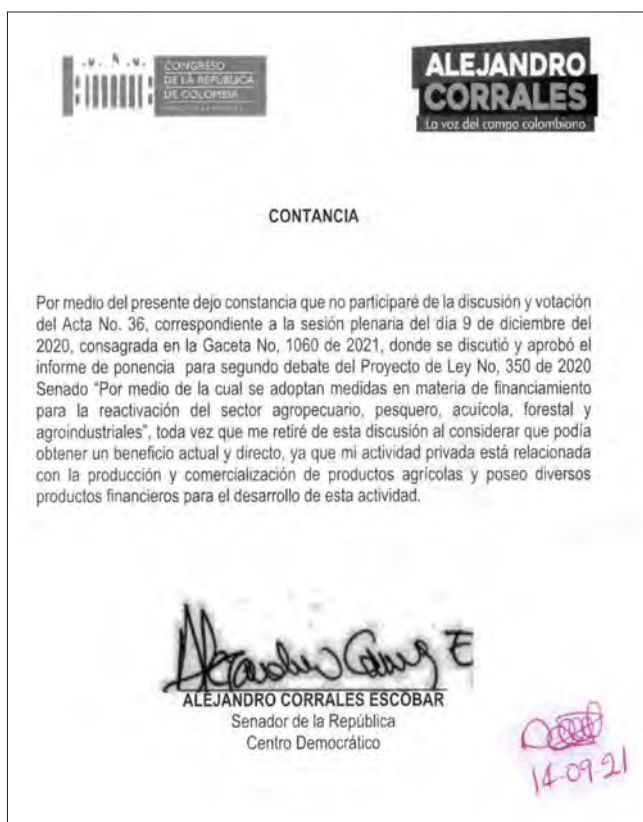 CONGRESO
DE LA REPÚBLICA
DE COLOMBIA
ALEJANDRO
CORRALES
La voz del campo colombiano
CONTANCIA
Por medio del presente dejo constancia que no participaré de la discusión y votación
del Acta No. 36, correspondiente a la sesión plenaria del día 9 de diciembre del
2020, consagrada en la Gaceta No, 1060 de 2021, donde se discutió y aprobó el
informe de ponencia para segundo debate del Proyecto de Ley No, 350 de 2020
Senado “Por medio de la cual se adoptan medidas en materia de financiamiento
para la reactivación del sector agropecuario, pesquero, acuícola, forestal y
agroindustriales”, toda vez que me retiré de esta discusión al considerar que podía
obtener un beneficio actual y directo, ya que mi actividad privada está relacionada
con la producción y comercialización de productos agrícolas y poseo diversos
productos financieros para el desarrollo de esta actividad.
ALEJANDRO CORRALES ESCOBAR
Senador de la República
Centro Democrático
14-09-21